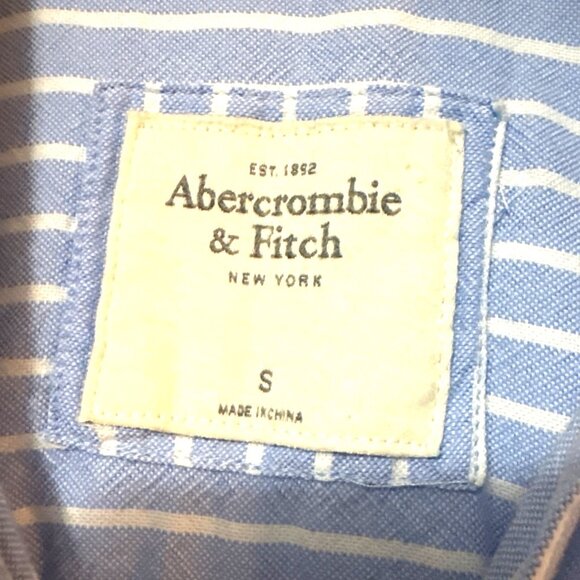 EST. 1892
Abercrombie
& Fitch
NEW YORK
S
MADE IN CHINA